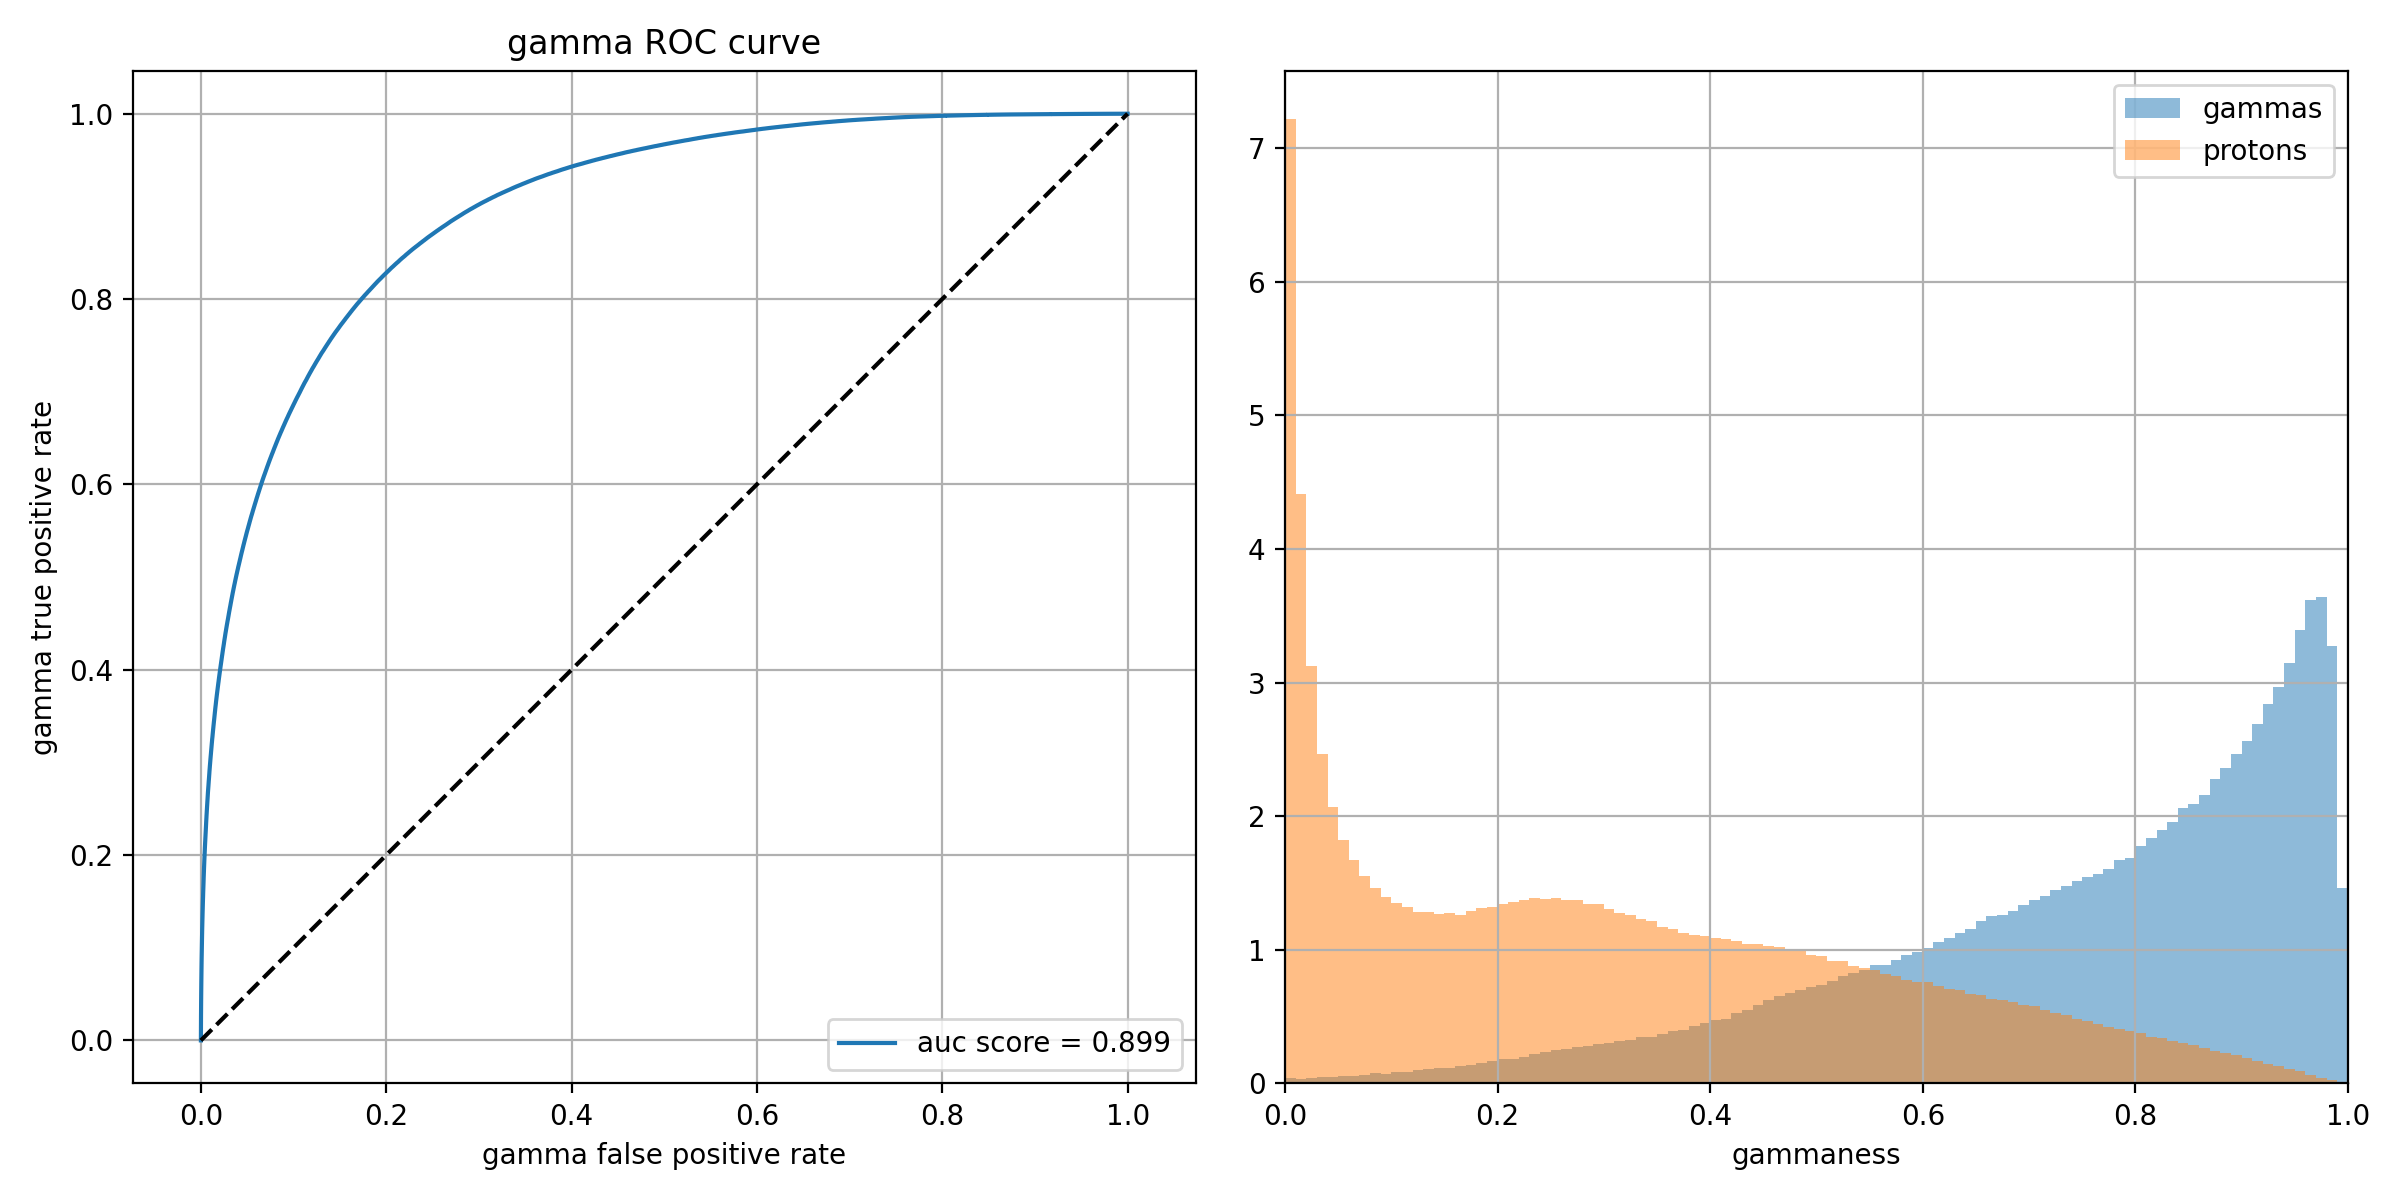 gamma ROC curve
gamma true positive rate
1.0
0.8
0.6
0.4
0.2
0.0
auc score = 0.899
0.0 0.2 0.4 0.6 0.8 1.0
gamma false positive rate
gammas
protons
7
6
5
4
3
2
1
0
0.0 0.2 0.4 0.6 0.8 1.0
gammaness